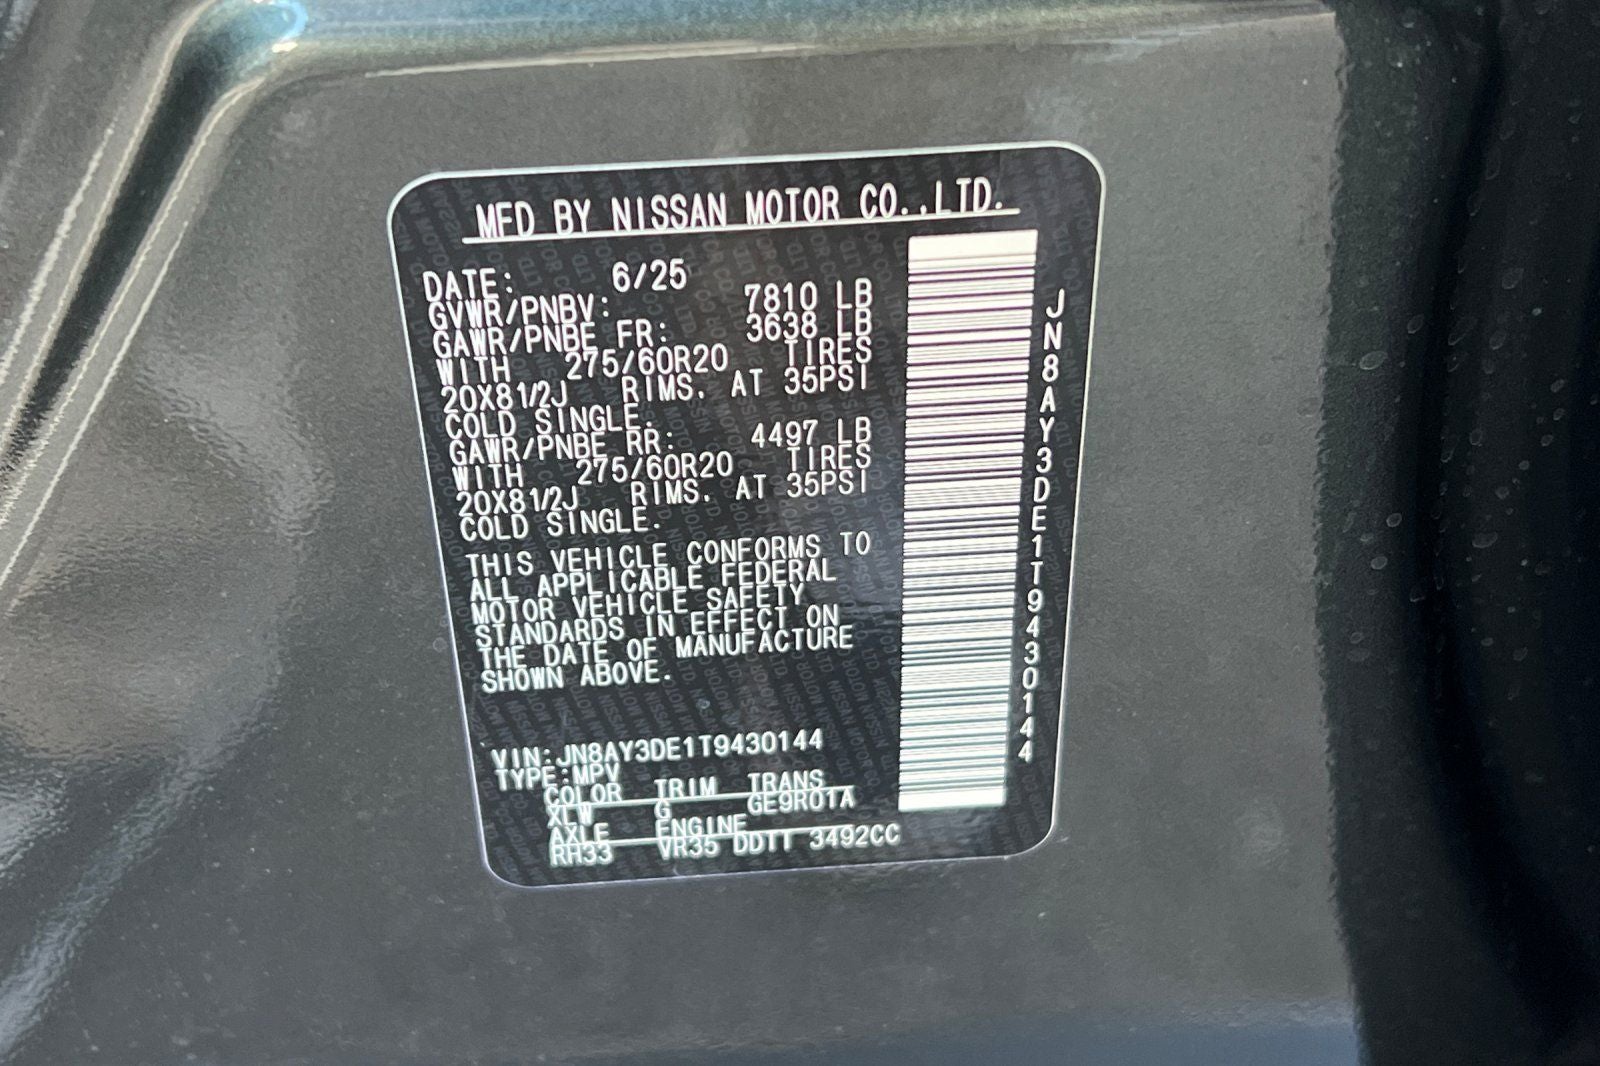 MFD BY NISSAN MOTOR CO.,LTD.
DATE: 6/25
GVWR/PNBV: 7810 LB
GAWR/PNBE FR: 3638 LB
WITH 275/60R20 TIRES
20X81/2J RIMS. AT 35PSI
COLD SINGLE.
GAWR/PNBE RR: 4497 LB
WITH 275/60R20 TIRES
20X81/2J RIMS. AT 35PSI
COLD SINGLE.
THIS VEHICLE CONFORMS TO
ALL APPLICABLE FEDERAL
MOTOR VEHICLE SAFETY
STANDARDS IN EFFECT ON
THE DATE OF MANUFACTURE
SHOWN ABOVE.
VIN:JN8AY3DE1T9430144
TYPE:MPV
COLOR TRIM TRANS
XLW G GE9R01A
AXLE ENGINE
RH33 VR35 DDTT 3492CC
JN8AY3DE1T9430144